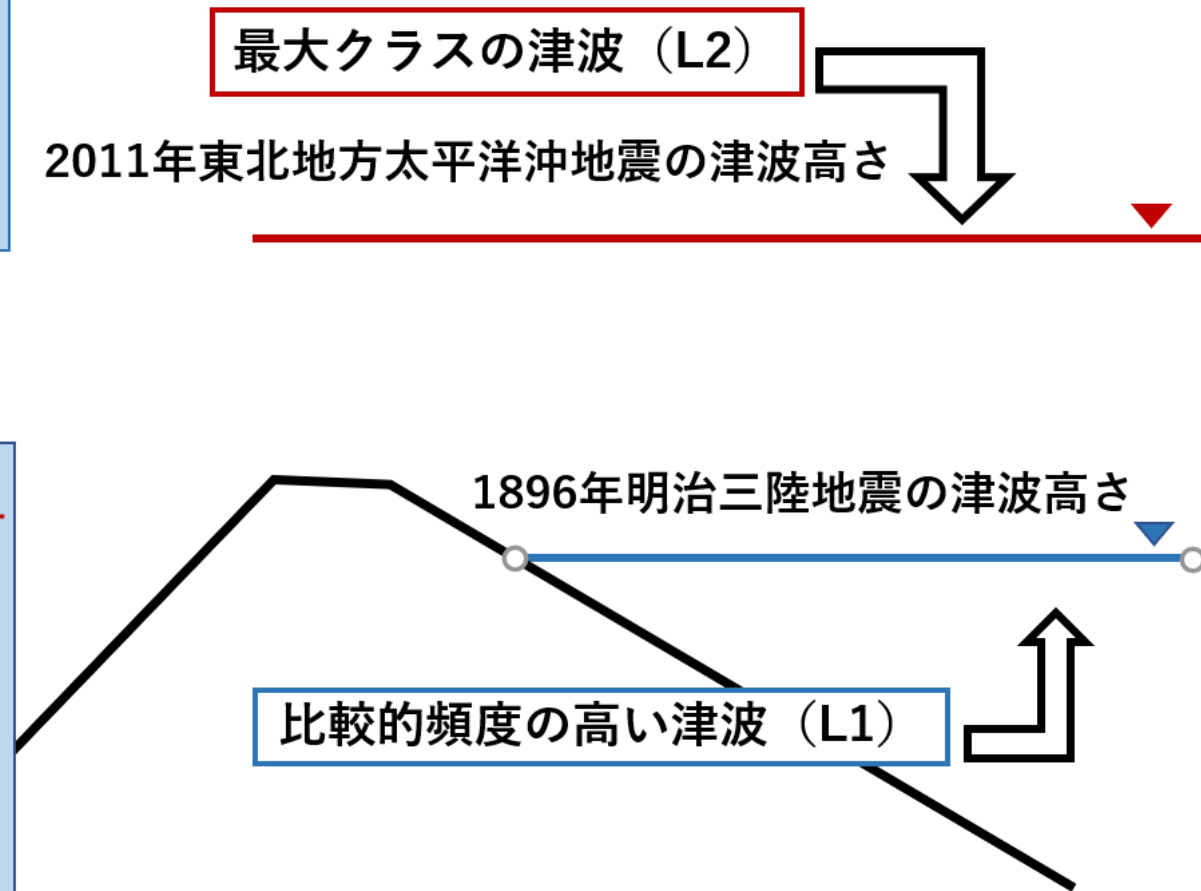 最大クラスの津波（L2）
2011年東北地方太平洋沖地震の津波高さ
1896年明治三陸地震の津波高さ
比較的頻度の高い津波（L1）